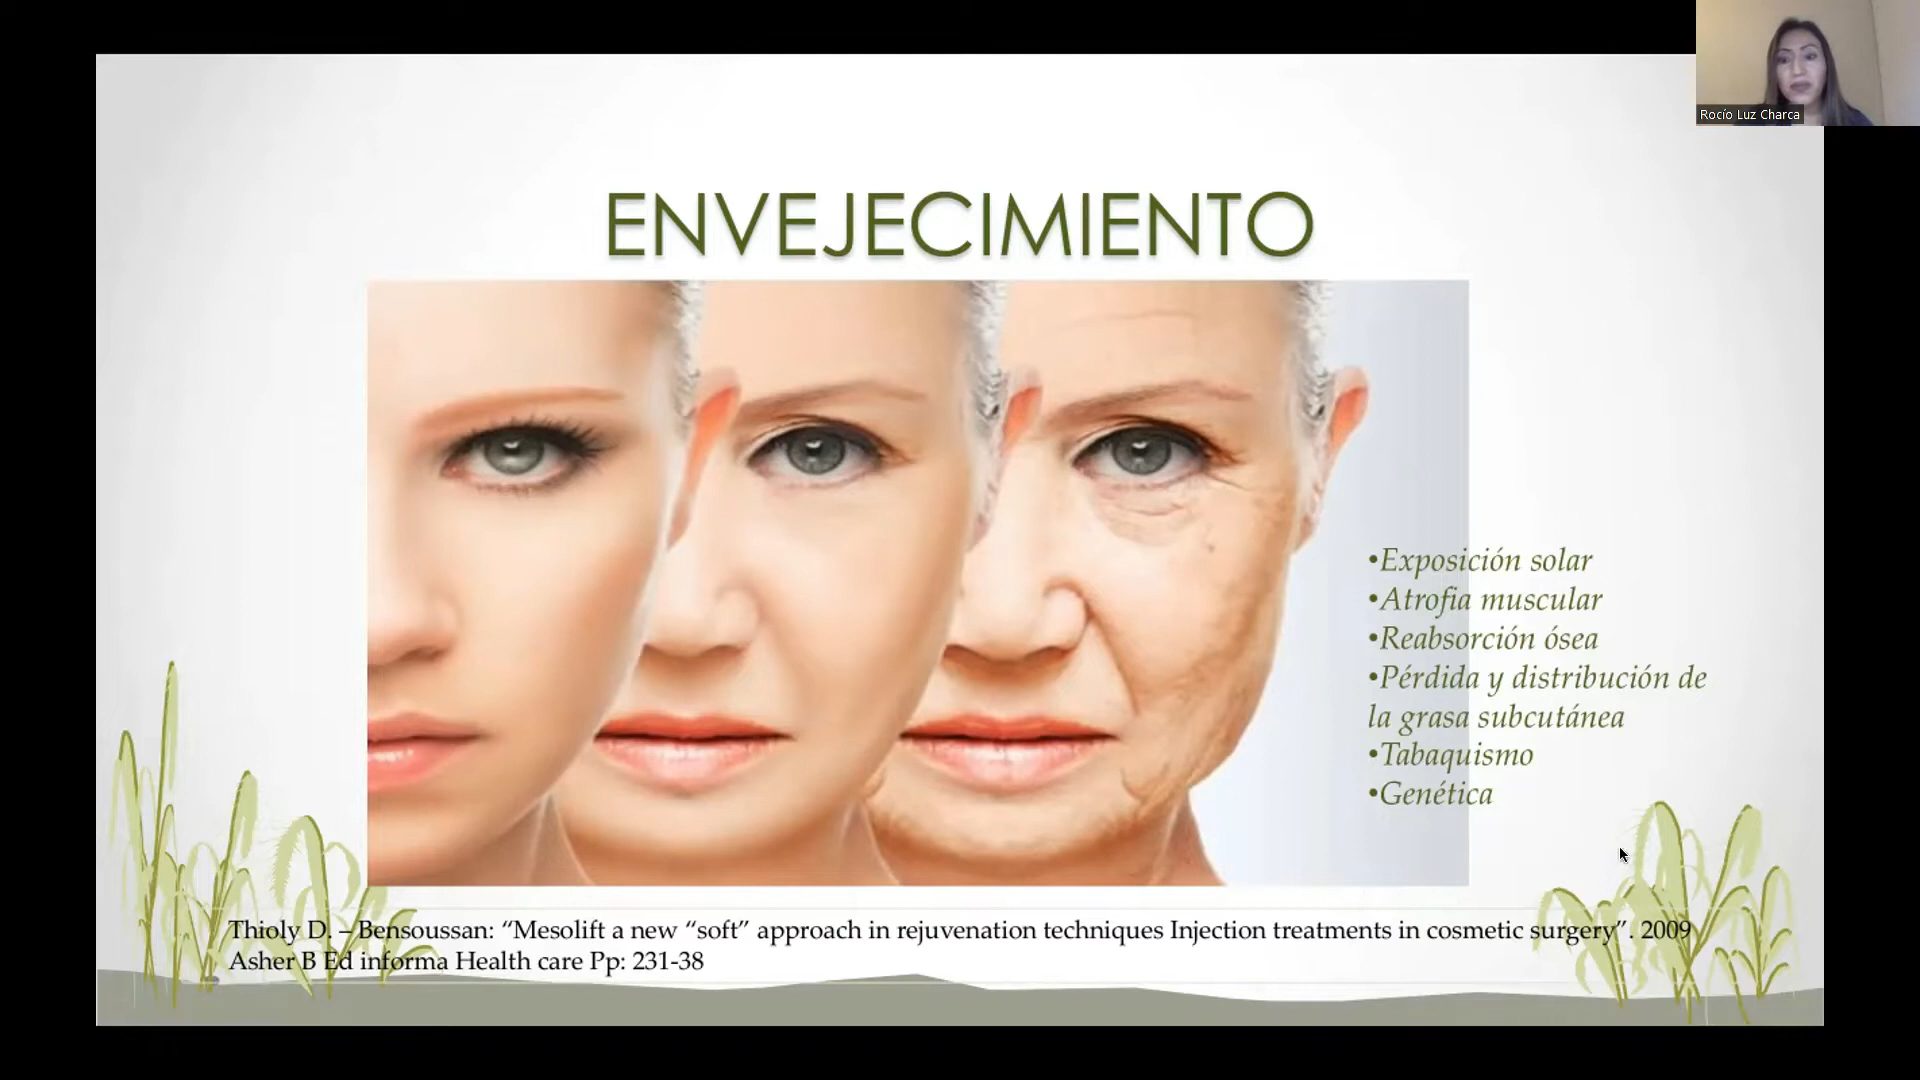 Rocío Luz Charca
ENVEJECIMIENTO
•Exposición solar
•Atrofia muscular
•Reabsorción ósea
•Pérdida y distribución de
la grasa subcutánea
•Tabaquismo
•Genética
Thioly D. – Bensoussan: “Mesolift a new “soft” approach in rejuvenation techniques Injection treatments in cosmetic surgery”. 2009
Asher B Ed informa Health care Pp: 231-38